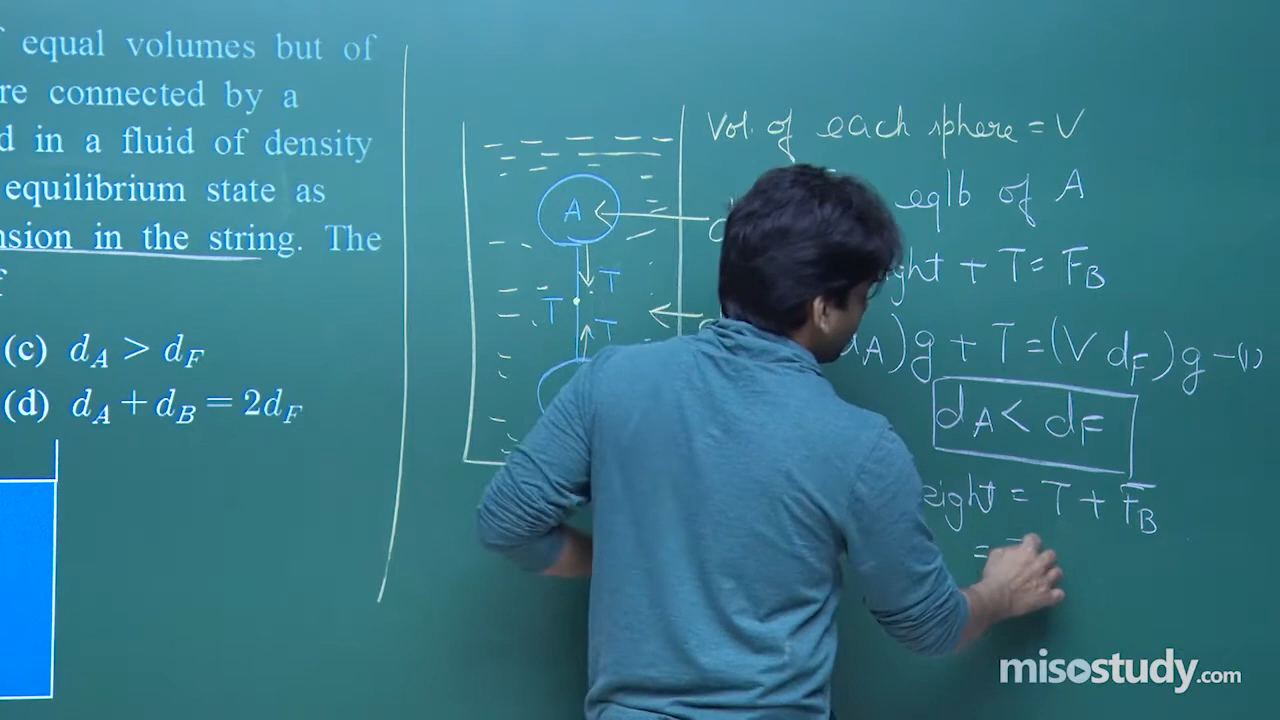 equal volumes but of
re connected by a
d in a fluid of density
equilibrium state as
nsion in the string. The
(c) d_A > d_F
(d) d_A + d_B = 2d_F
A
T
T
T
Vol. of each sphere = V
eqlb of A
ght + T = F_B
d_A)g + T = (V d_F)g -(1)
d_A < d_F
eight = T + F_B
=
misostudy.com